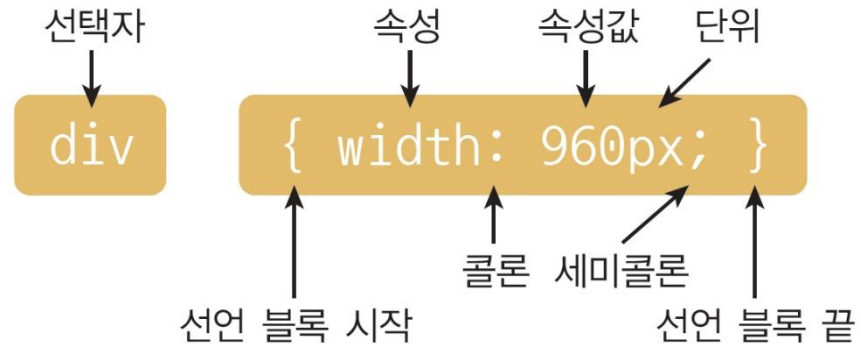 선택자 속성 속성값 단위
div { width: 960px; }
콜론 세미콜론
선언 블록 시작 선언 블록 끝